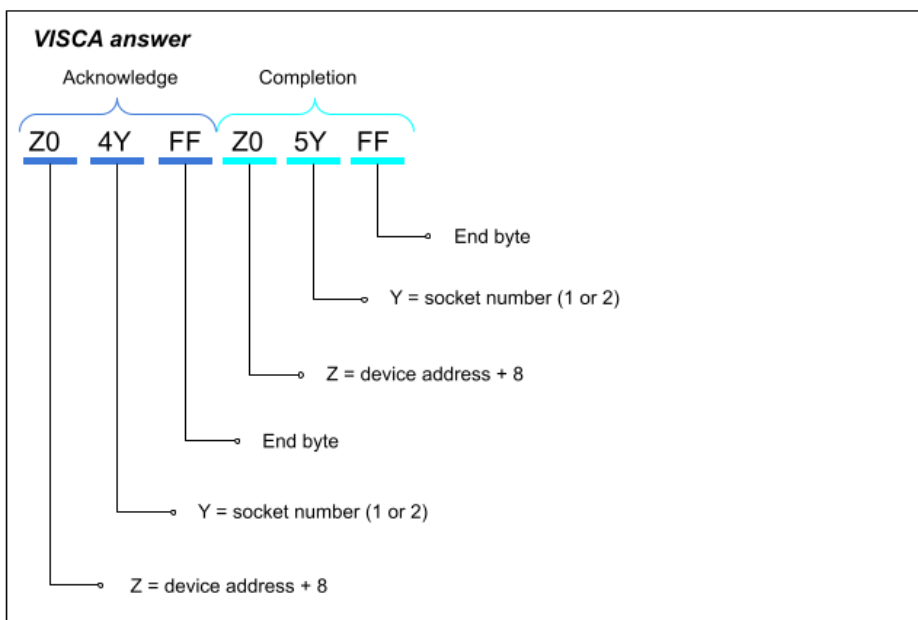 VISCA answer
Acknowledge Completion
Z0 4Y FF Z0 5Y FF
End byte
Y = socket number (1 or 2)
Z = device address + 8
End byte
Y = socket number (1 or 2)
Z = device address + 8